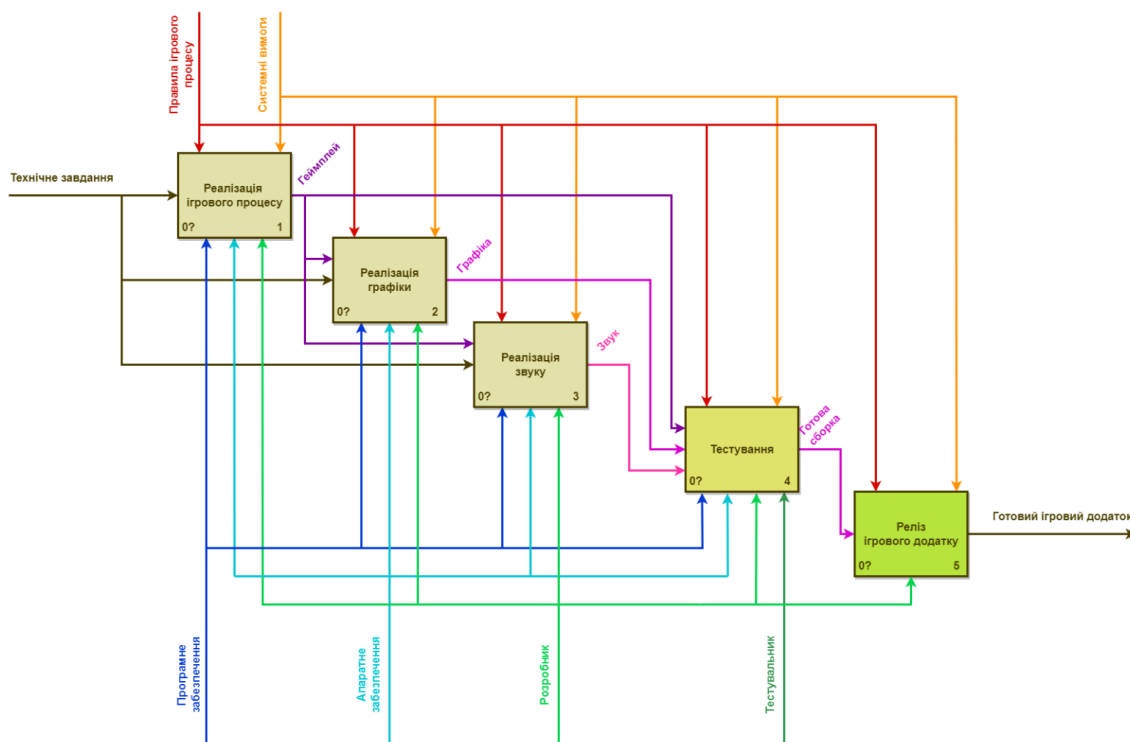 Правила ігрового
процесу
Системні вимоги
Технічне завдання
Реалізація
ігрового процесу
0?
1
Геймплей
Реалізація
графіки
0?
2
Графіка
Реалізація
звуку
0?
3
Звук
Тестування
0?
4
Готова
сборка
Реліз
ігрового додатку
0?
5
Готовий ігровий додаток
Програмне
забезпечення
Апаратне
забезпечення
Розробник
Тестувальник